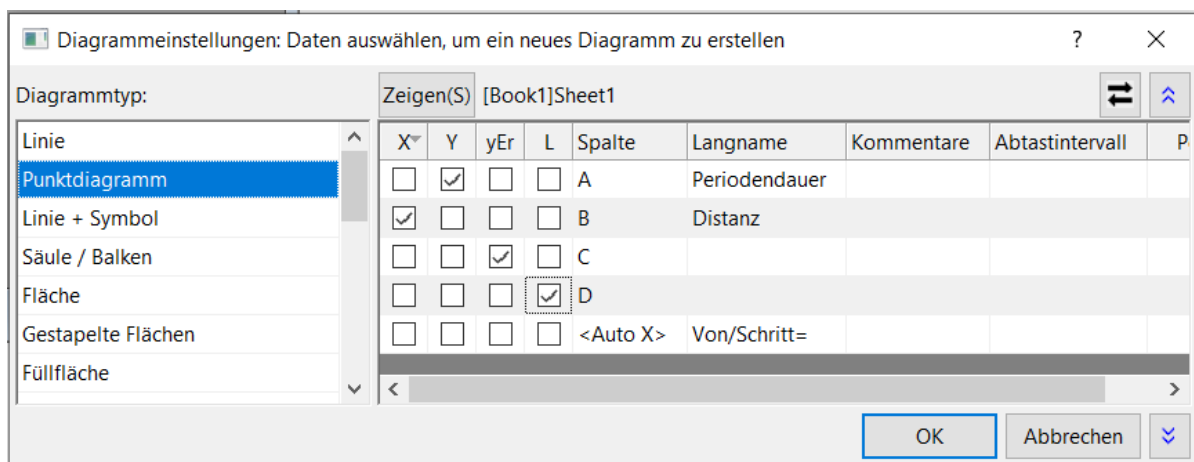 Diagrammeinstellungen: Daten auswählen, um ein neues Diagramm zu erstellen ?
Diagrammtyp: Zeigen(S) [Book1]Sheet1
Linie
Punktdiagramm
Linie + Symbol
Säule / Balken
Fläche
Gestapelte Flächen
Füllfläche
X Y yEr L Spalte Langname Kommentare Abtastintervall
A Periodendauer
B Distanz
C
D
<Auto X> Von/Schritt=
OK Abbrechen